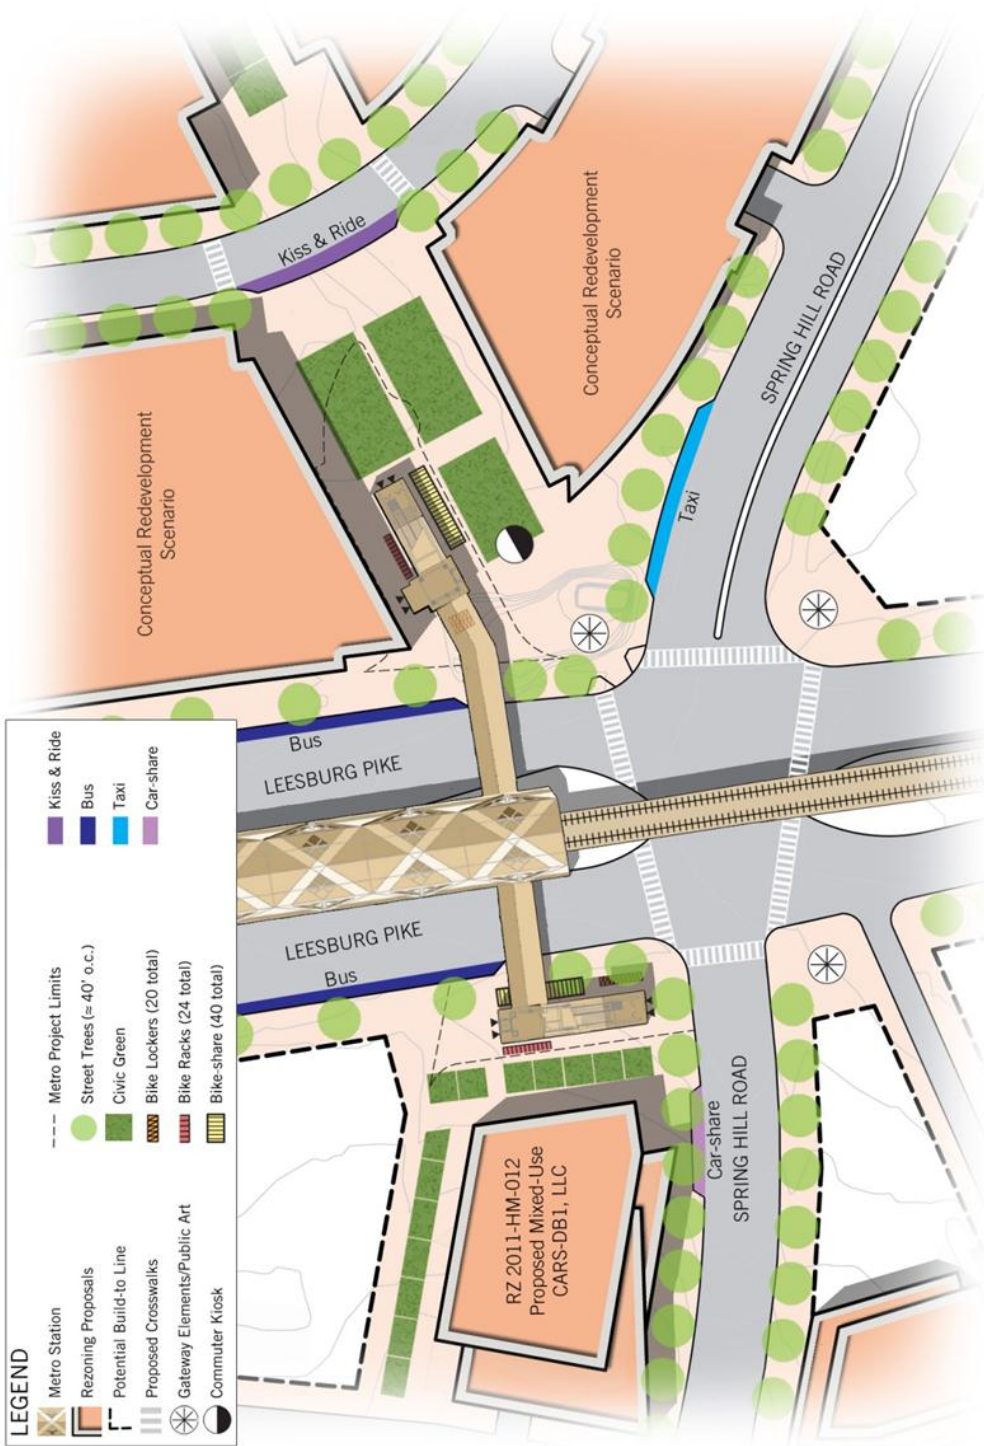 LEGEND
Metro Station
Rezoning Proposals
Potential Build-to Line
Proposed Crosswalks
Gateway Elements/Public Art
Commuter Kiosk
Metro Project Limits
Street Trees (≈ 40' o.c.)
Civic Green
Bike Lockers (20 total)
Bike Racks (24 total)
Bike-share (40 total)
Kiss & Ride
Bus
Taxi
Car-share
Conceptual Redevelopment
Scenario
Kiss & Ride
Conceptual Redevelopment
Scenario
SPRING HILL ROAD
Taxi
Bus
LEESBURG PIKE
LEESBURG PIKE
Bus
RZ 2011-HM-012
Proposed Mixed-Use
CARS-DB1, LLC
Car-share
SPRING HILL ROAD